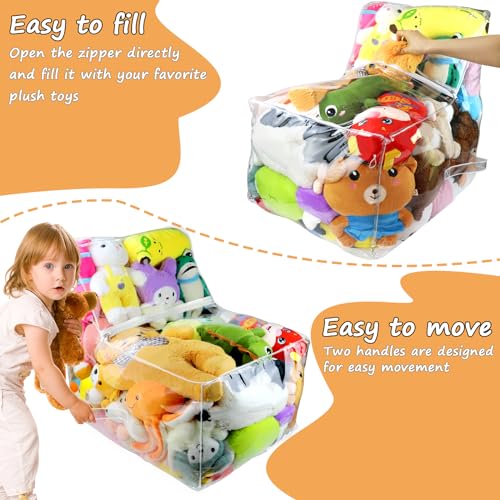 Easy to fill
Open the zipper directly
and fill it with your favorite
plush toys
Easy to move
Two handles are designed
for easy movement